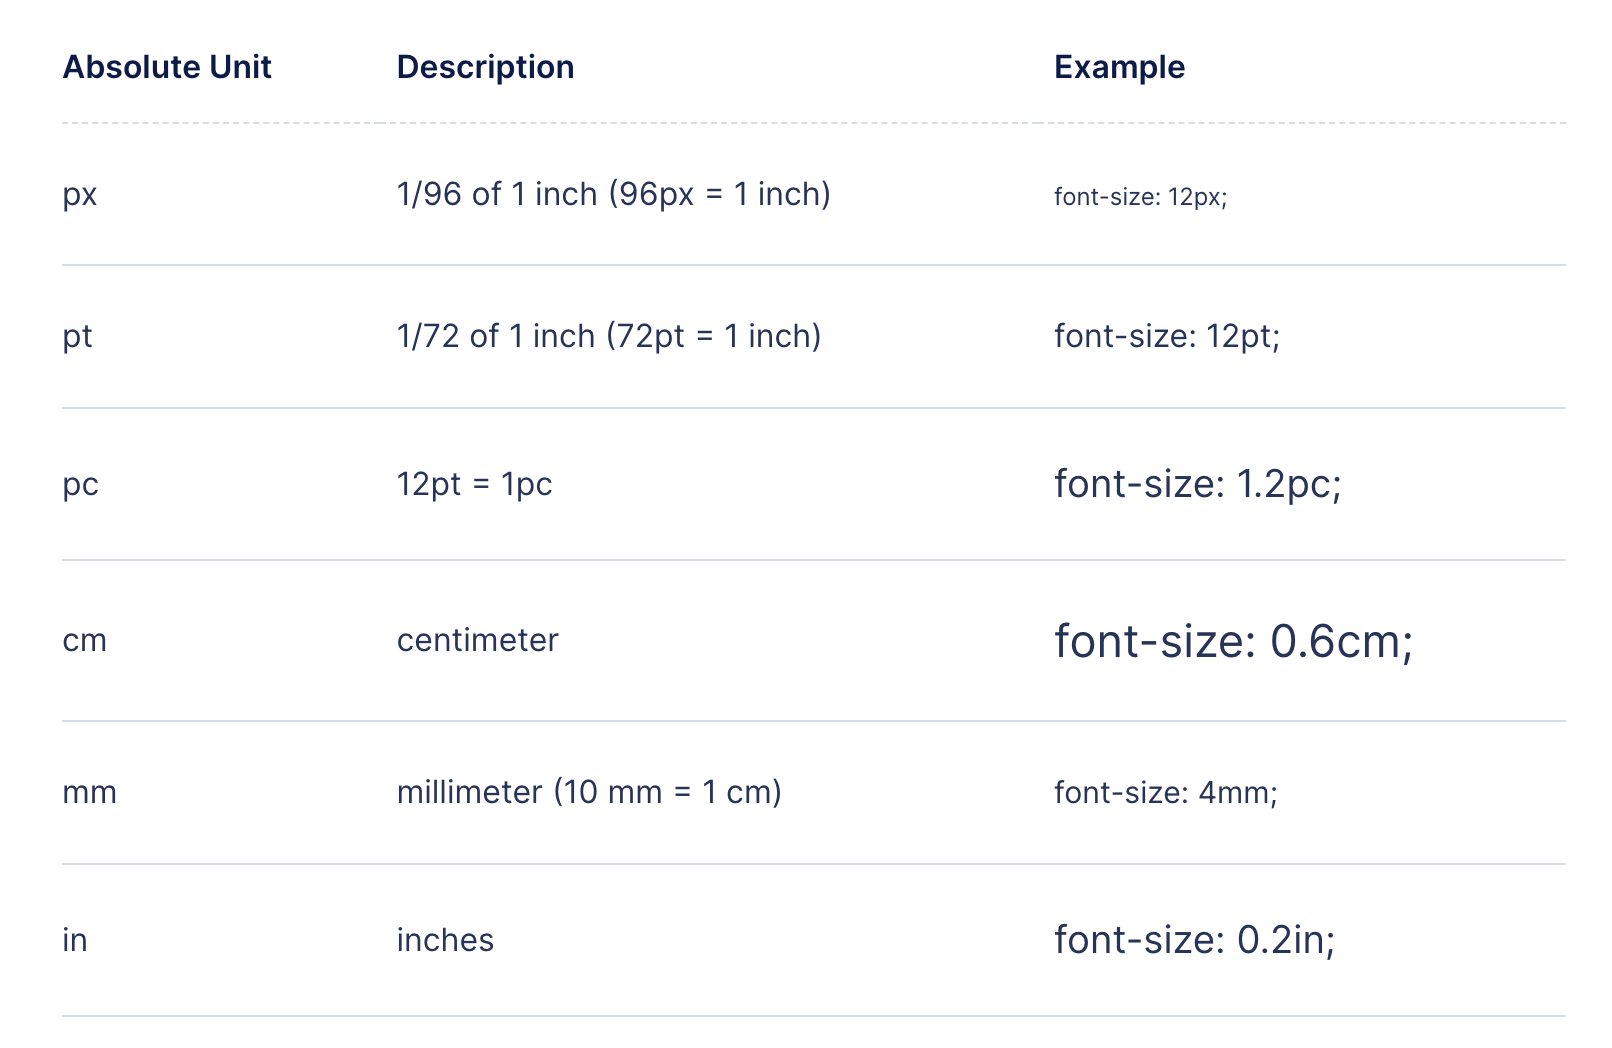 Absolute Unit Description Example
px 1/96 of 1 inch (96px = 1 inch) font-size: 12px;
pt 1/72 of 1 inch (72pt = 1 inch) font-size: 12pt;
pc 12pt = 1pc font-size: 1.2pc;
cm centimeter font-size: 0.6cm;
mm millimeter (10 mm = 1 cm) font-size: 4mm;
in inches font-size: 0.2in;